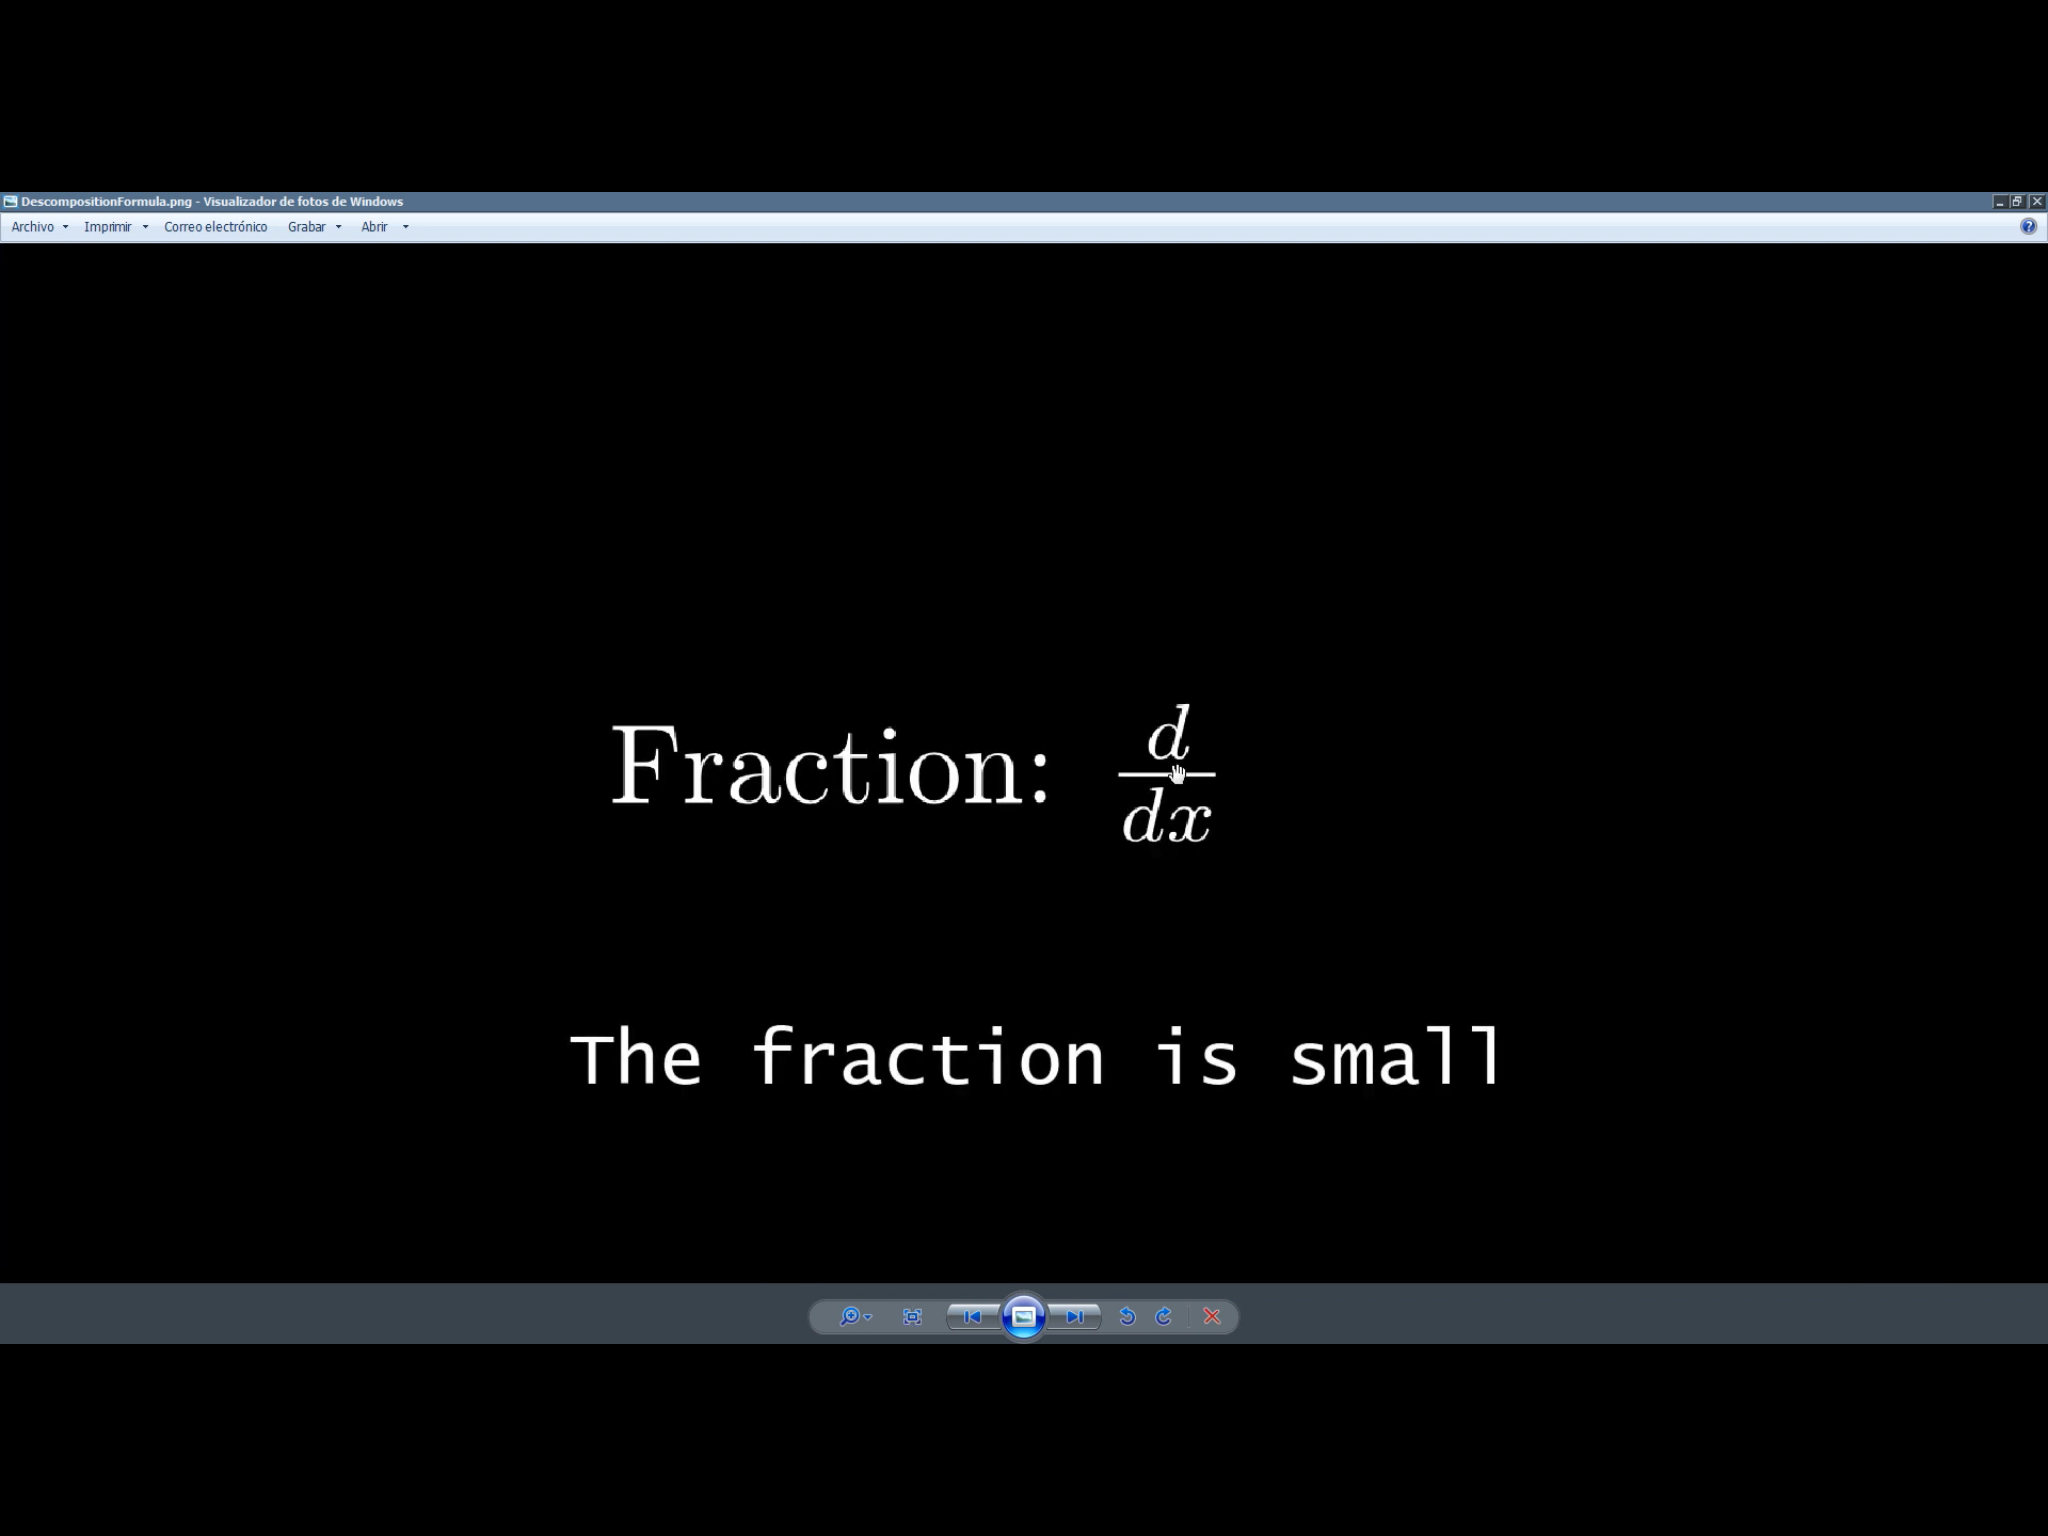 DescompositionFormula.png - Visualizador de fotos de Windows
Archivo Imprimir Correo electrónico Grabar Abrir
Fraction: d/dx
The fraction is small